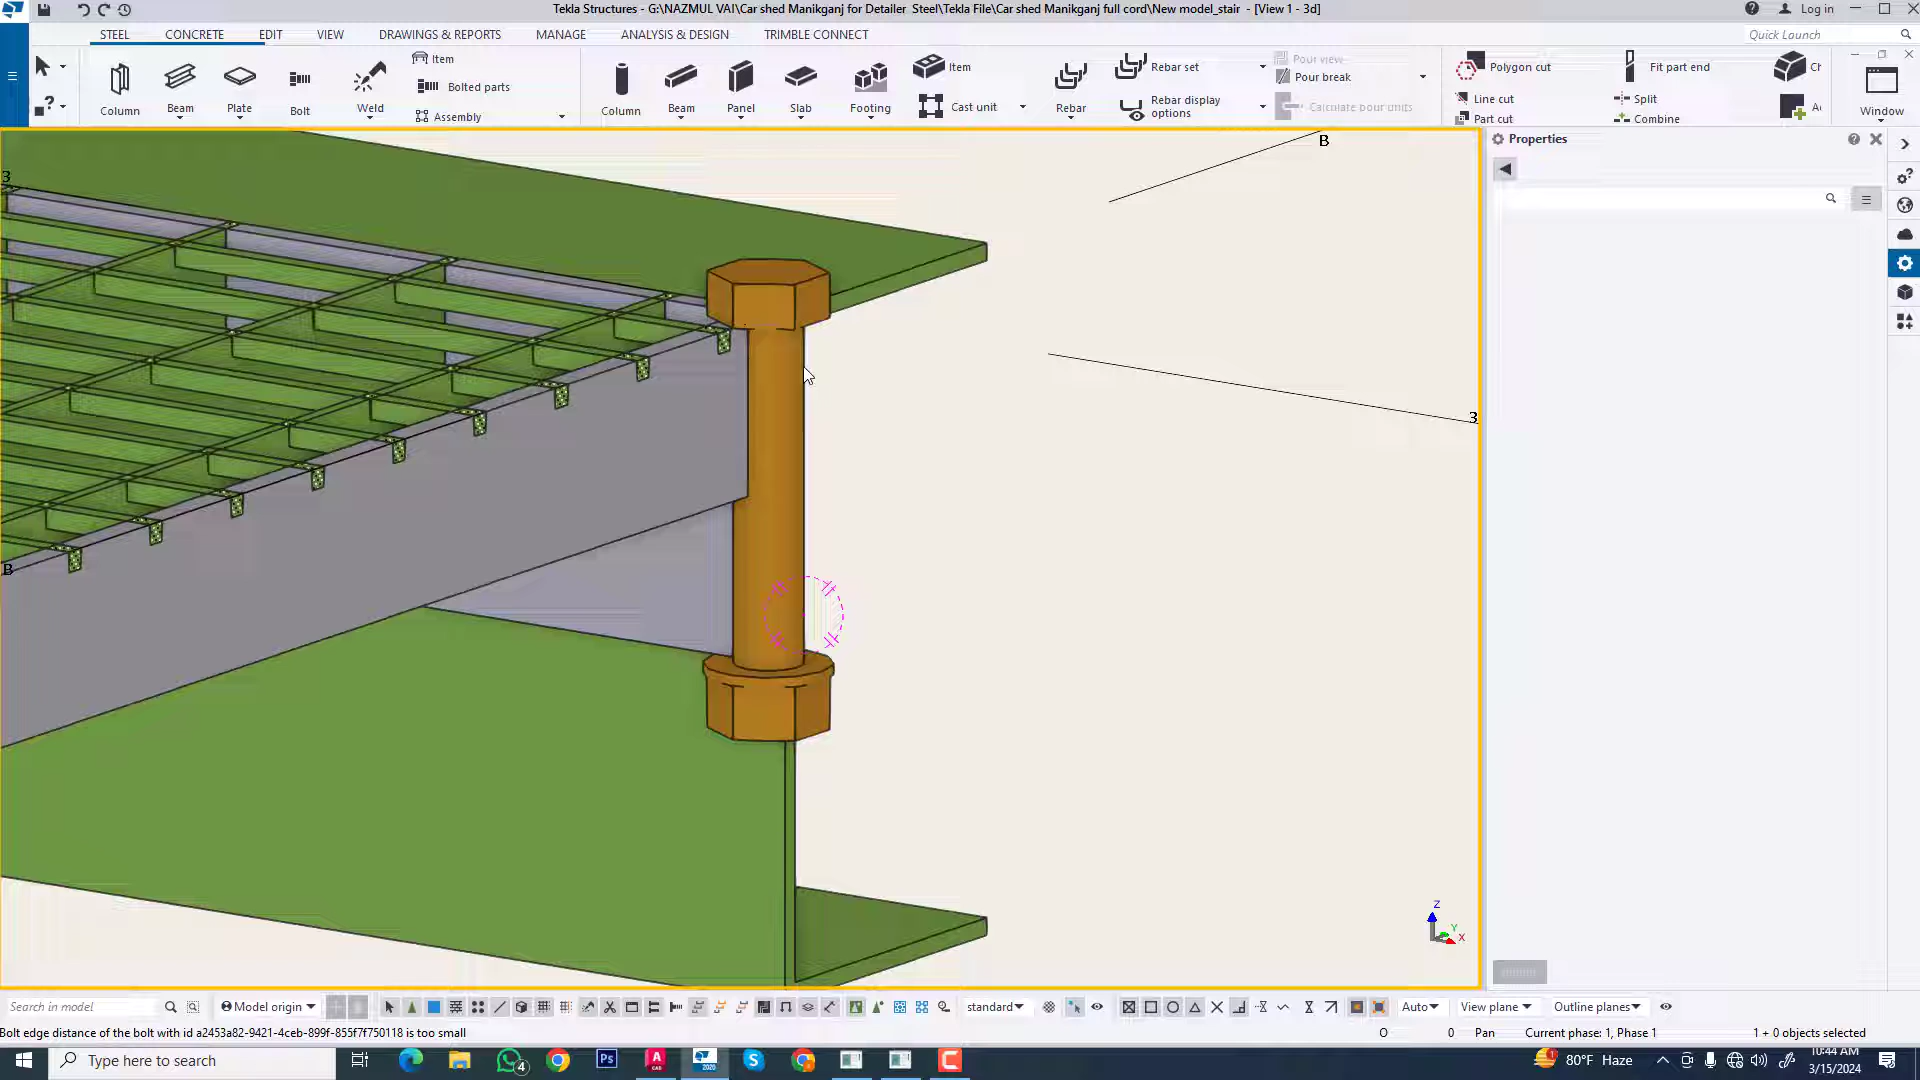 Tekla Structures - G:\NAZMUL VAI\Car shed Manikganj for Detailer Steel\Tekla File\Car shed Manikganj full cord\New model_stair - [View 1 - 3d]
Log in
STEEL CONCRETE EDIT VIEW DRAWINGS & REPORTS MANAGE ANALYSIS & DESIGN TRIMBLE CONNECT
Quick Launch
Column
Beam
Plate
Bolt
Weld
Item
Bolted parts
Assembly
Column
Beam
Panel
Slab
Footing
Item
Cast unit
Rebar
Rebar set
Rebar display
options
Pour view
Pour break
Calculate pour units
Polygon cut
Line cut
Part cut
Fit part end
Split
Combine
Window
Properties
B
3
3
B
Z
Y
X
Search in model
Model origin
standard
Auto
View plane
Outline planes
Bolt edge distance of the bolt with id a2453a82-9421-4ceb-899f-855f7f750118 is too small
O
0
Pan
Current phase: 1, Phase 1
1 + 0 objects selected
Type here to search
4
80°F Haze
10:44 AM
3/15/2024